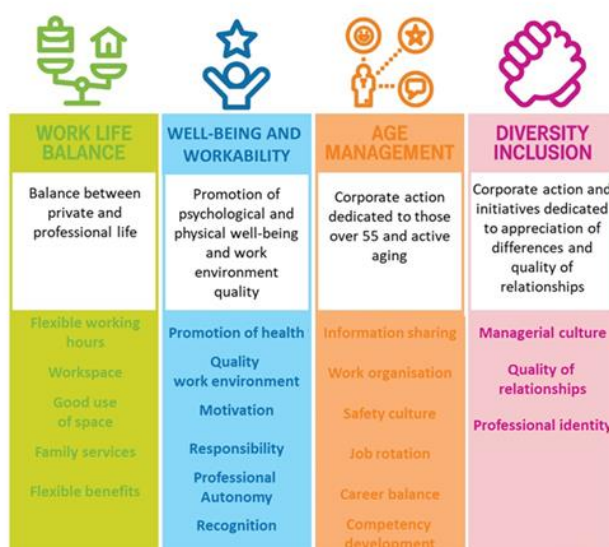 WORK LIFE
BALANCE
Balance between
private and
professional life
Flexible working
hours
Workspace
Good use
of space
Family services
Flexible benefits
WELL-BEING AND
WORKABILITY
Promotion of
psychological and
physical well-being
and work
environment
quality
Promotion of health
Quality
work environment
Motivation
Responsibility
Professional
Autonomy
Recognition
AGE
MANAGEMENT
Corporate action
dedicated to those
over 55 and active
aging
Information sharing
Work organisation
Safety culture
Job rotation
Career balance
Competency
development
DIVERSITY
INCLUSION
Corporate action and
initiatives dedicated
to appreciation of
differences and
quality of
relationships
Managerial culture
Quality of
relationships
Professional identity